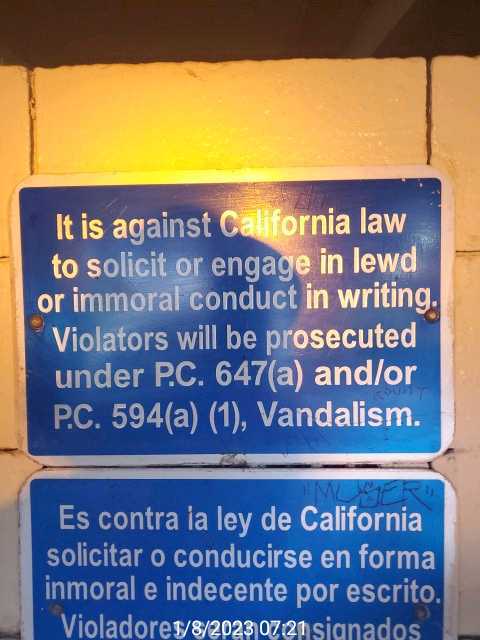 It is against California law
to solicit or engage in lewd
or immoral conduct in writing.
Violators will be prosecuted
under P.C. 647(a) and/or
P.C. 594(a) (1), Vandalism.
"MUSER"
Es contra la ley de California
solicitar o conducirse en forma
inmoral e indecente por escrito.
Violadores
1/8/2023 07:21